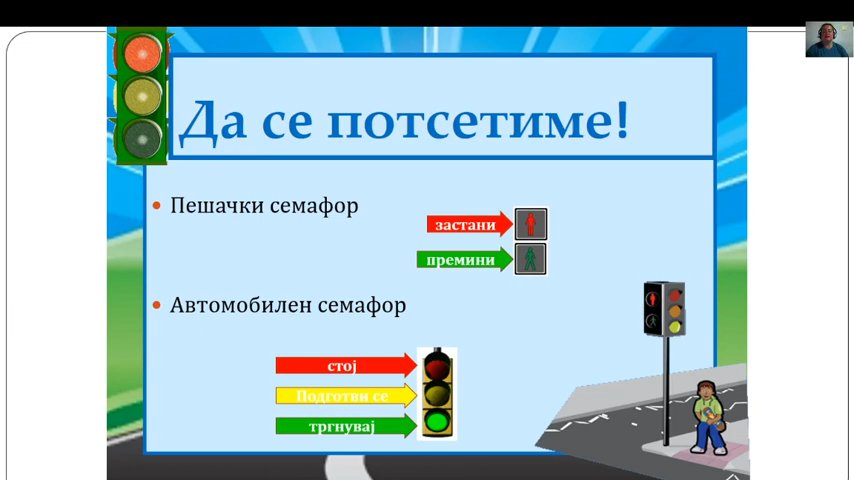 Да се потсетиме!
Пешачки семафор
застани
премини
Автомобилен семафор
стој
Подготви се
тргнувај